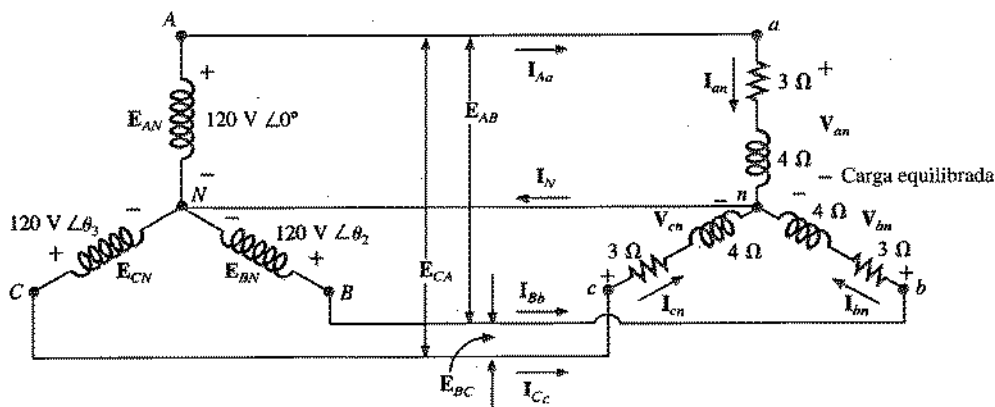 A
a
+
I_Aa
I_an
3 Ω
+
E_AN
120 V ∠0°
E_AB
V_an
4 Ω
−
N
I_N
n
−
− Carga equilibrada
120 V ∠θ_3
−
−
120 V ∠θ_2
V_cn
−
4 Ω
V_bn
+
E_CN
E_BN
+
E_CA
3 Ω
4 Ω
3 Ω
C
B
I_Bb
+
c
I_cn
I_bn
+
b
E_BC
I_Cc